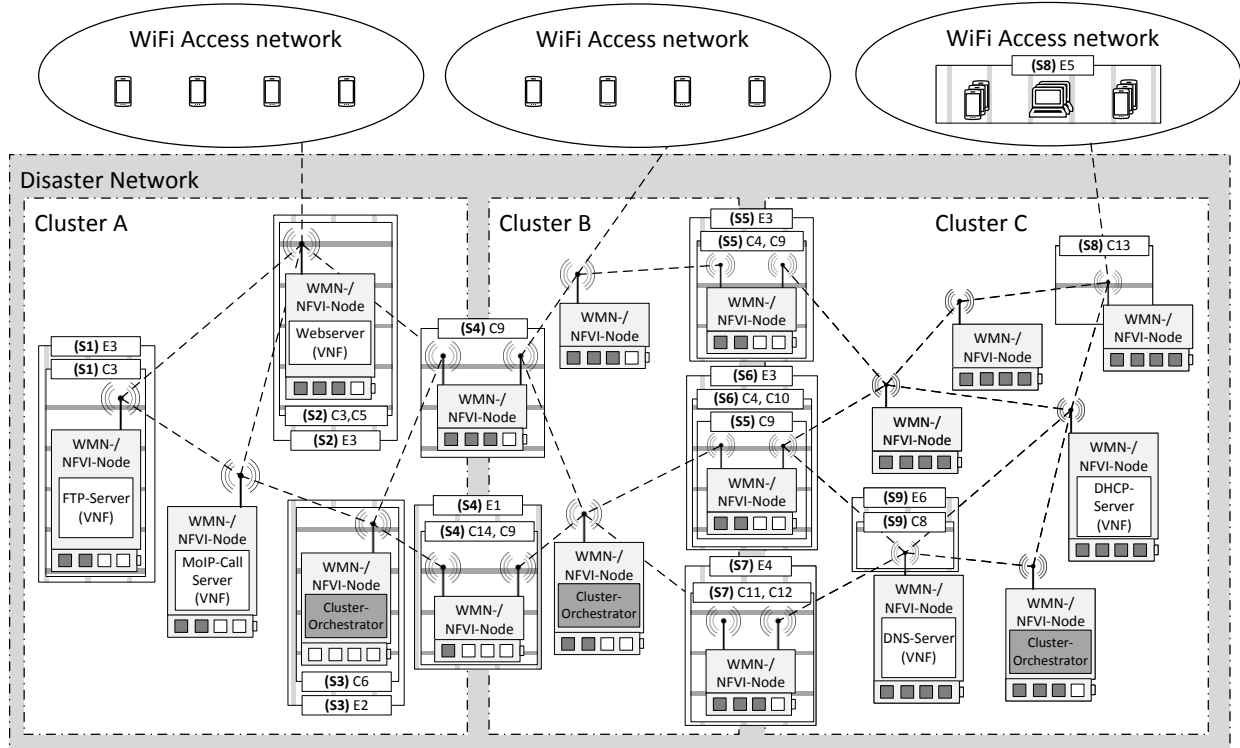 WiFi Access network
WiFi Access network
WiFi Access network
(S8) E5
Disaster Network
Cluster A
Cluster B
Cluster C
(S2) C3,C5
(S2) E3
WMN-/
NFVI-Node
Webserver
(VNF)
(S1) E3
(S1) C3
WMN-/
NFVI-Node
FTP-Server
(VNF)
WMN-/
NFVI-Node
MoIP-Call
Server
(VNF)
WMN-/
NFVI-Node
Cluster-
Orchestrator
(S3) C6
(S3) E2
(S4) C9
WMN-/
NFVI-Node
(S4) E1
(S4) C14, C9
WMN-/
NFVI-Node
WMN-/
NFVI-Node
WMN-/
NFVI-Node
Cluster-
Orchestrator
(S5) E3
(S5) C4, C9
WMN-/
NFVI-Node
(S6) E3
(S6) C4, C10
(S5) C9
WMN-/
NFVI-Node
(S7) E4
(S7) C11, C12
WMN-/
NFVI-Node
WMN-/
NFVI-Node
(S8) C13
WMN-/
NFVI-Node
WMN-/
NFVI-Node
WMN-/
NFVI-Node
DHCP-
Server
(VNF)
(S9) E6
(S9) C8
WMN-/
NFVI-Node
DNS-Server
(VNF)
WMN-/
NFVI-Node
Cluster-
Orchestrator